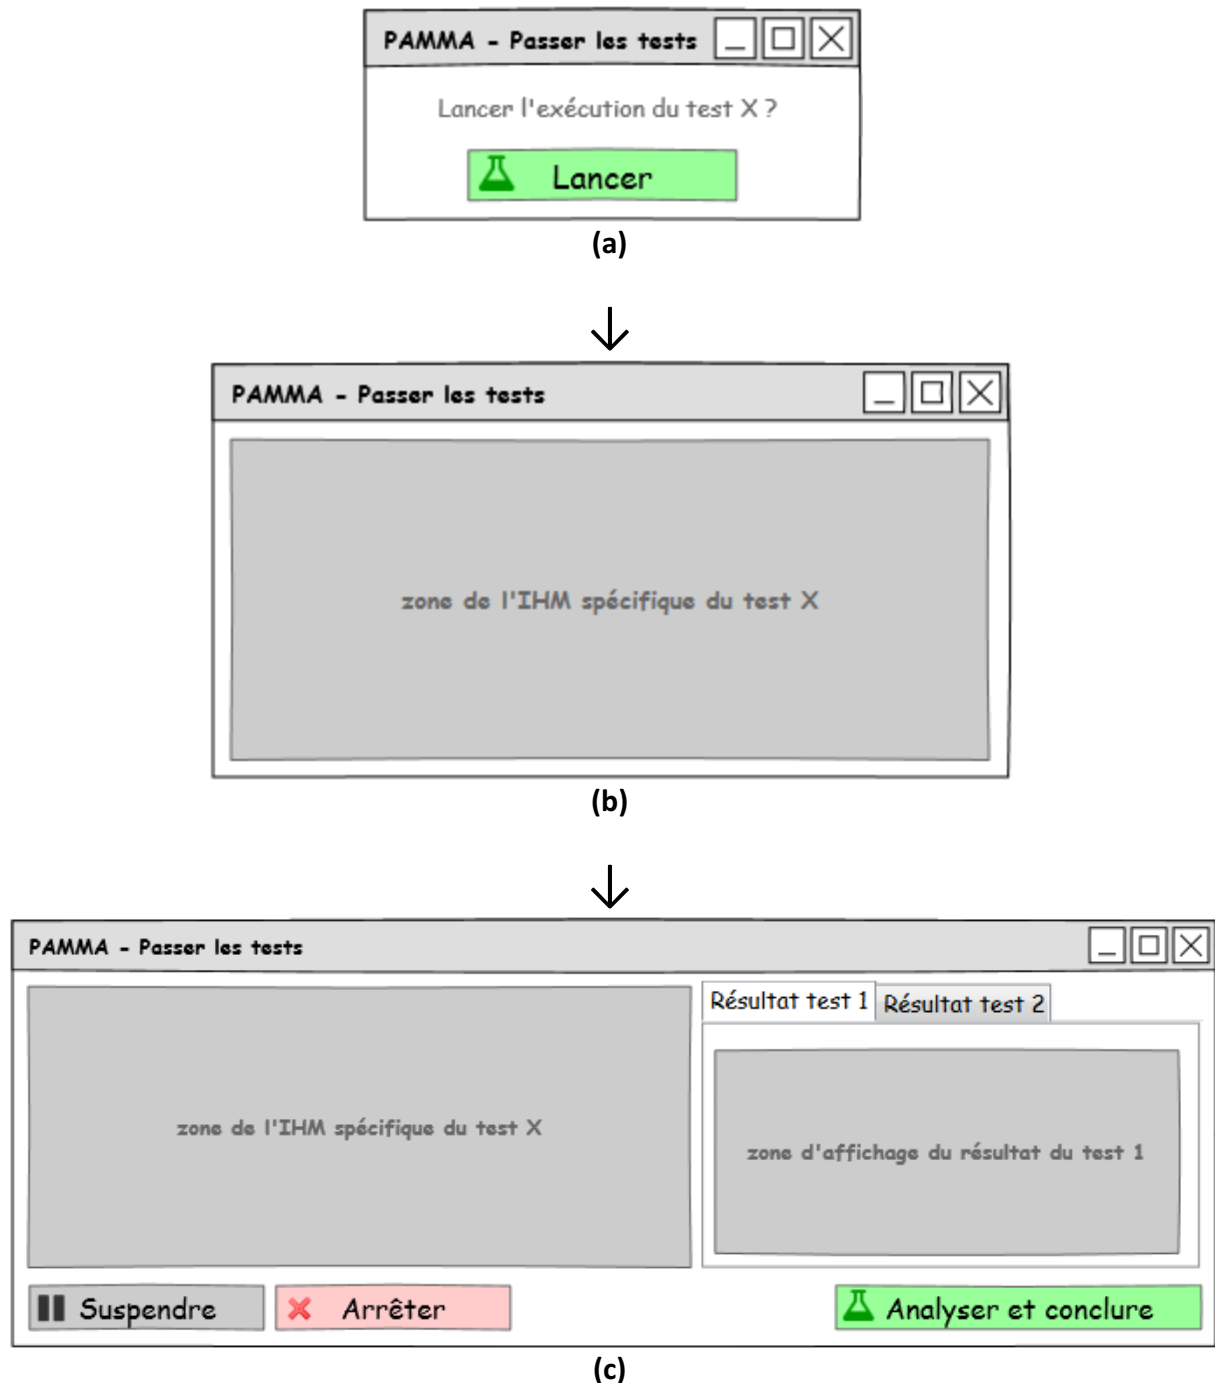 PAMMA - Passer les tests
Lancer l'exécution du test X ?
Lancer
(a)
PAMMA - Passer les tests
zone de l'IHM spécifique du test X
(b)
PAMMA - Passer les tests
Résultat test 1 Résultat test 2
zone de l'IHM spécifique du test X
zone d'affichage du résultat du test 1
Suspendre Arrêter Analyser et conclure
(c)